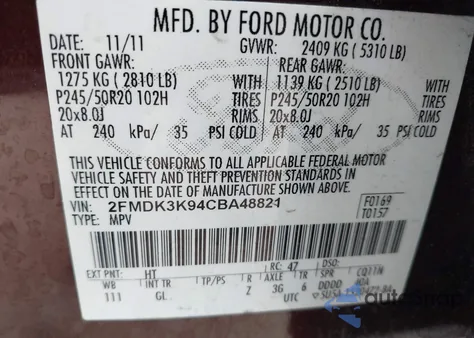 MFD. BY FORD MOTOR CO.
DATE: 11/11 GVWR: 2409 KG ( 5310 LB)
FRONT GAWR: REAR GAWR:
1275 KG ( 2810 LB) WITH 1139 KG ( 2510 LB) WITH
P245/50R20 102H TIRES P245/50R20 102H TIRES
20x8.0J RIMS 20x8.0J RIMS
AT 240 kPa/ 35 PSI COLD AT 240 kPa/ 35 PSI COLD
THIS VEHICLE CONFORMS TO ALL APPLICABLE FEDERAL MOTOR
VEHICLE SAFETY AND THEFT PREVENTION STANDARDS IN
EFFECT ON THE DATE OF MANUFACTURE SHOWN ABOVE.
VIN: 2FMDK3K94CBA48821 F0169
TYPE: MPV T0157
EXT PNT: HT RC: 47 DSO:
WB INT TR TP/PS R AXLE TR SPR
111 GL Z 3G 6 DDDD
UTC